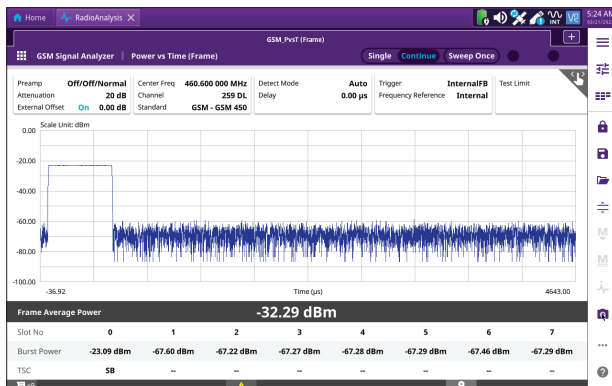 Home RadioAnalysis INT V2 5:24 AM
GSM_PvsT (Frame)
GSM Signal Analyzer | Power vs Time (Frame) Single Continue Sweep Once
Preamp Off/Off/Normal Center Freq 460.600 000 MHz Detect Mode Auto Trigger InternalFB Test Limit
Attenuation 20 dB Channel 259 DL Delay 0.00 μs Frequency Reference Internal
External Offset On 0.00 dB Standard GSM - GSM 450
Scale Unit: dBm
0.00
-20.00
-40.00
-60.00
-80.00
-100.00
-36.92 Time (μs) 4643.00
Frame Average Power -32.29 dBm
Slot No 0 1 2 3 4 5 6 7
Burst Power -23.09 dBm -67.60 dBm -67.22 dBm -67.27 dBm -67.28 dBm -67.29 dBm -67.46 dBm -67.29 dBm
TSC SB -- -- -- -- -- -- --
M
M